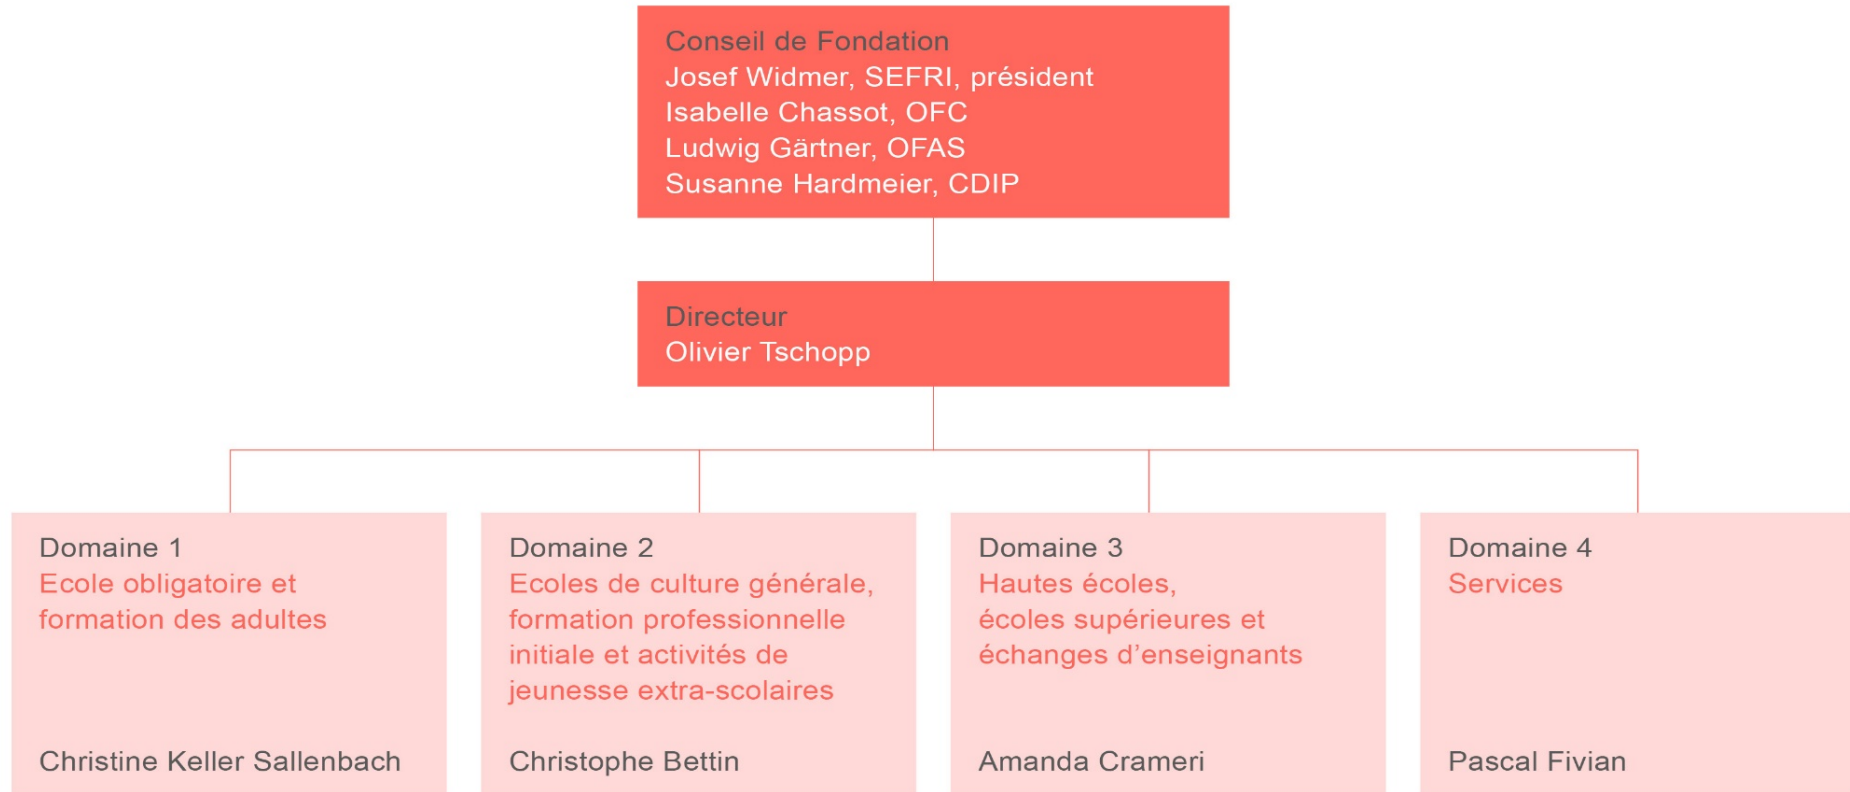 Conseil de Fondation
Josef Widmer, SEFRI, président
Isabelle Chassot, OFC
Ludwig Gärtner, OFAS
Susanne Hardmeier, CDIP
Directeur
Olivier Tschopp
Domaine 1
Ecole obligatoire et
formation des adultes
Christine Keller Sallenbach
Domaine 2
Ecoles de culture générale,
formation professionnelle
initiale et activités de
jeunesse extra-scolaires
Christophe Bettin
Domaine 3
Hautes écoles,
écoles supérieures et
échanges d’enseignants
Amanda Crameri
Domaine 4
Services
Pascal Fivian